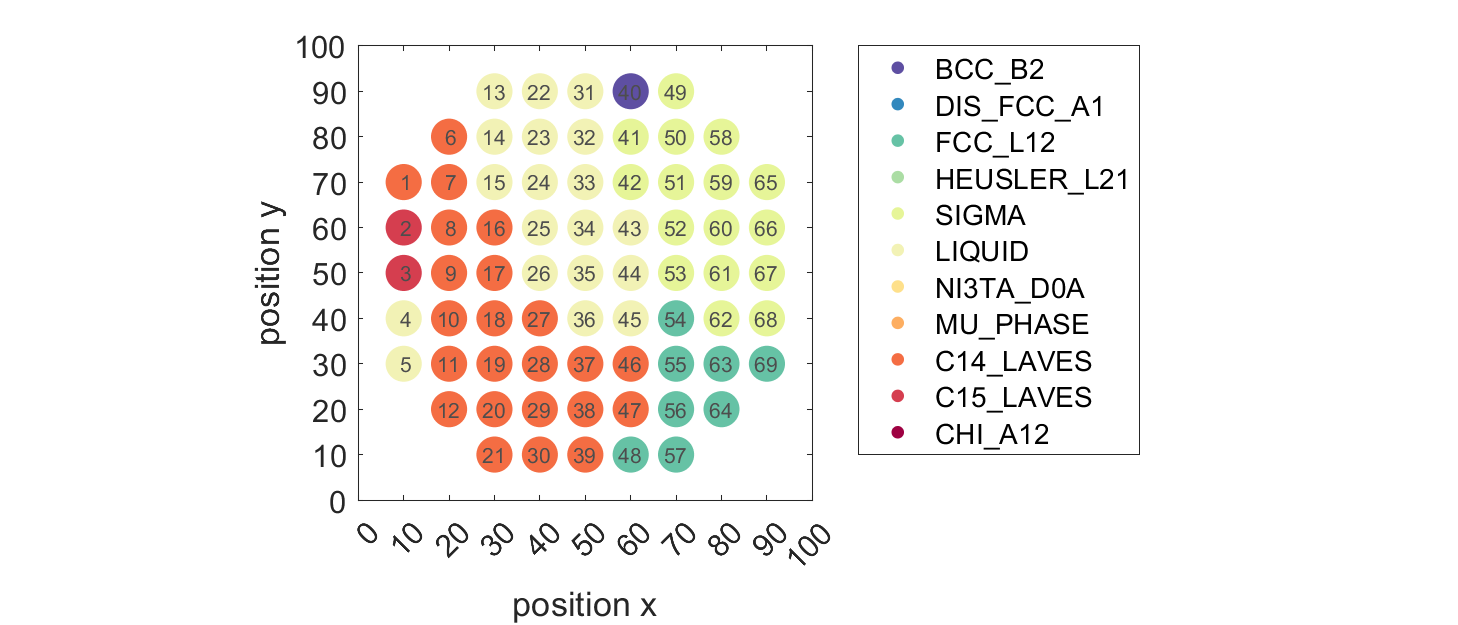 100
90
80
70
60
50
40
30
20
10
0
13 22 31 40 49
6 14 23 32 41 50 58
1 7 15 24 33 42 51 59 65
2 8 16 25 34 43 52 60 66
3 9 17 26 35 44 53 61 67
4 10 18 27 36 45 54 62 68
5 11 19 28 37 46 55 63 69
12 20 29 38 47 56 64
21 30 39 48 57
0 10 20 30 40 50 60 70 80 90 100
position x
position y
BCC_B2
DIS_FCC_A1
FCC_L12
HEUSLER_L21
SIGMA
LIQUID
NI3TA_D0A
MU_PHASE
C14_LAVES
C15_LAVES
CHI_A12